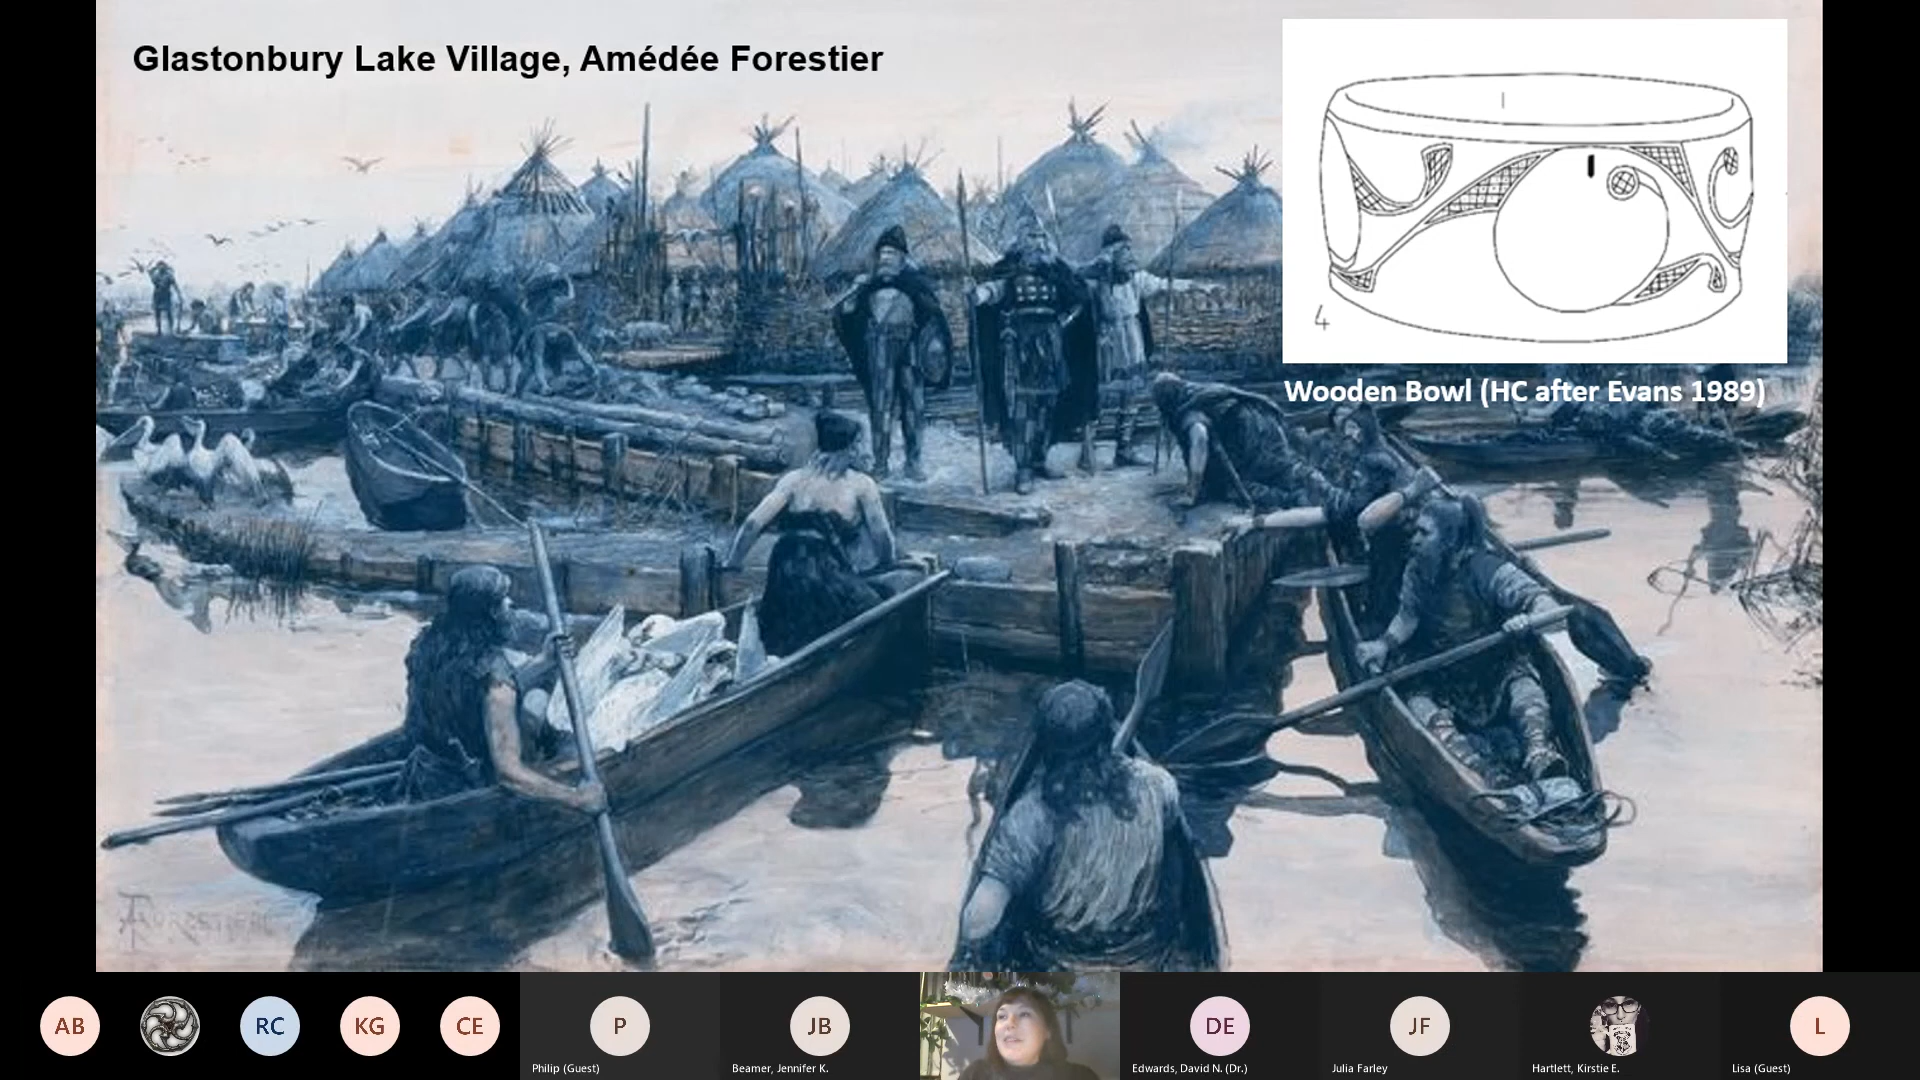 Glastonbury Lake Village, Amédée Forestier
4
Wooden Bowl (HC after Evans 1989)
AB
RC
KG
CE
P
JB
DE
JF
L
Philip (Guest)
Beamer, Jennifer K.
Edwards, David N. (Dr.)
Julia Farley
Hartlett, Kirstie E.
Lisa (Guest)